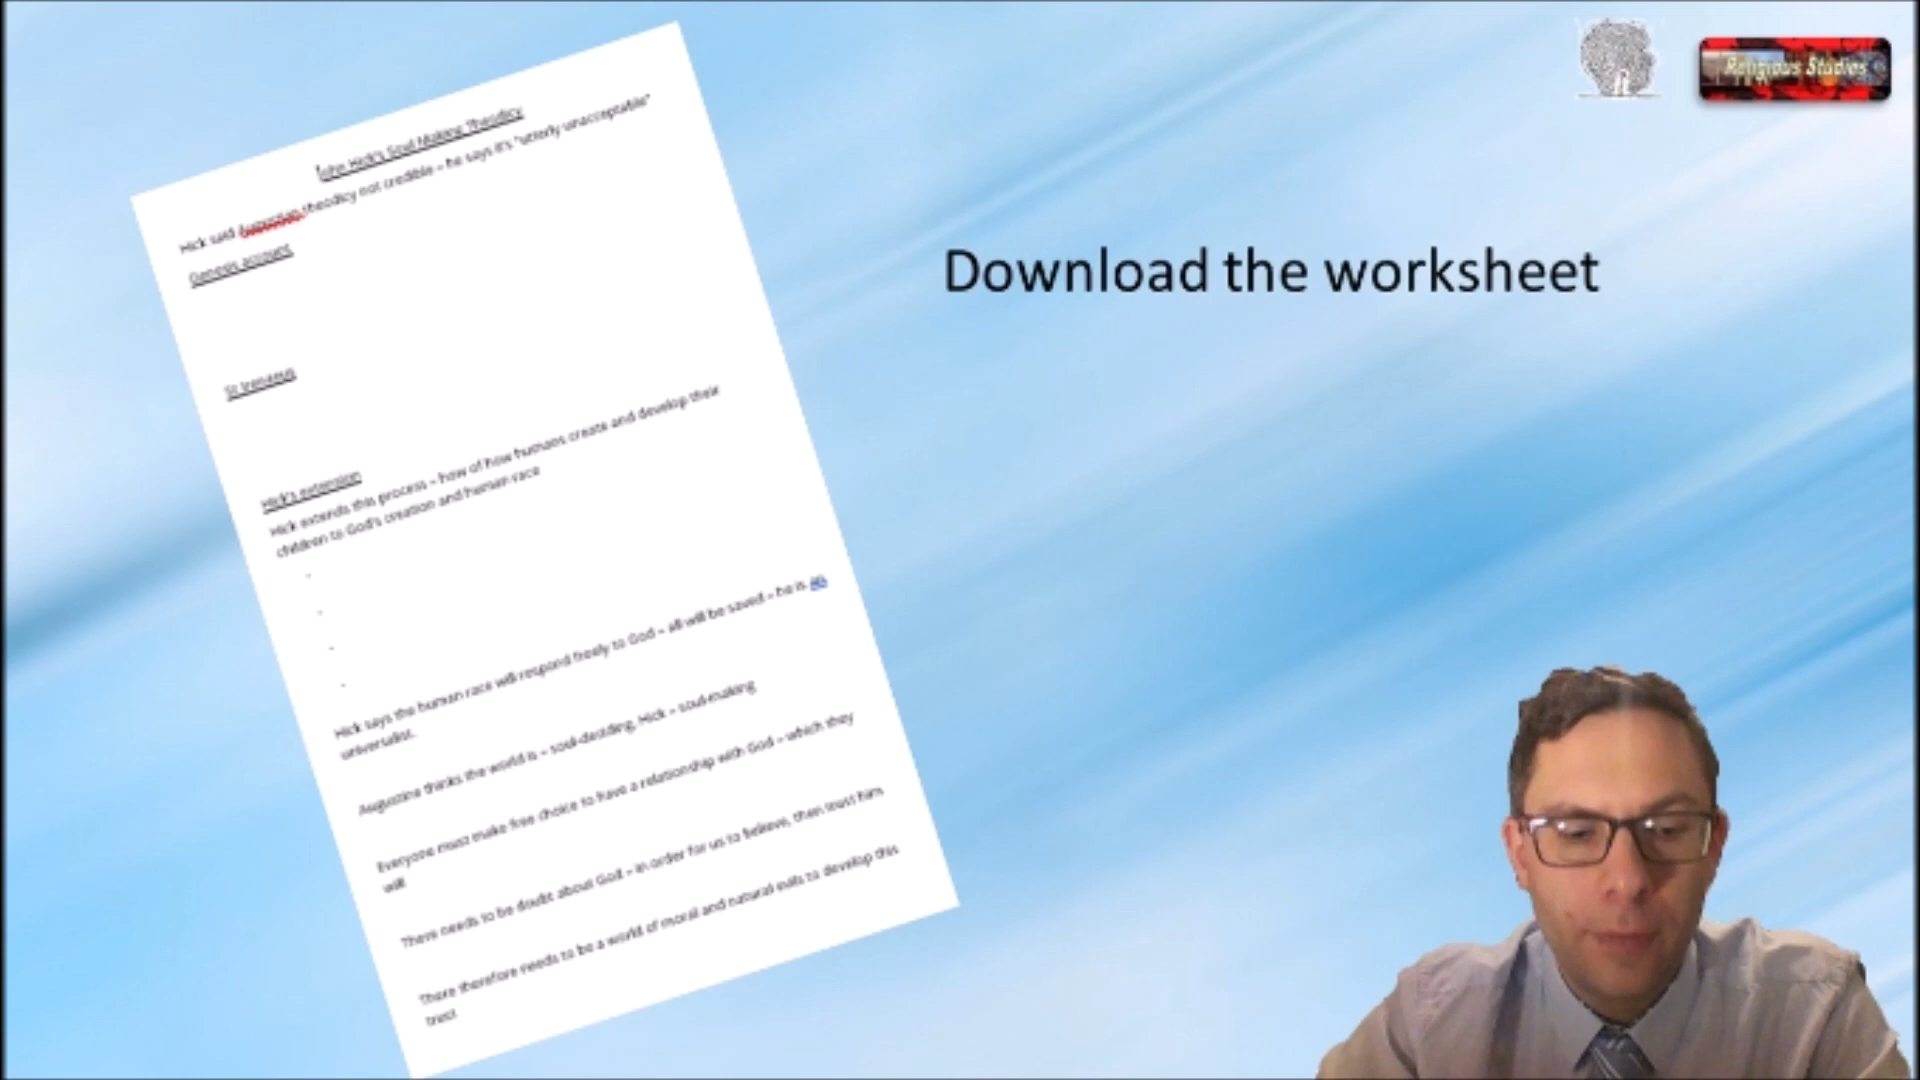 Religious Studies
Download the worksheet
John Hick's Soul Making Theodicy
Hick said Augustian theodicy not credible – he says it's "utterly unacceptable"
Genesis account
St Irenaeus
Hick's extension
Hick extends this process – how of how humans create and develop their
children to God's creation and human race
Hick says the human race will respond freely to God – all will be saved – he is an
universalist.
Augustine thinks the world is – soul-deciding, Hick – soul-making
Everyone must make free choice to have a relationship with God – which they
will
There needs to be doubt about God – in order for us to believe, then trust him
There therefore needs to be a world of moral and natural evils to develop this
trust